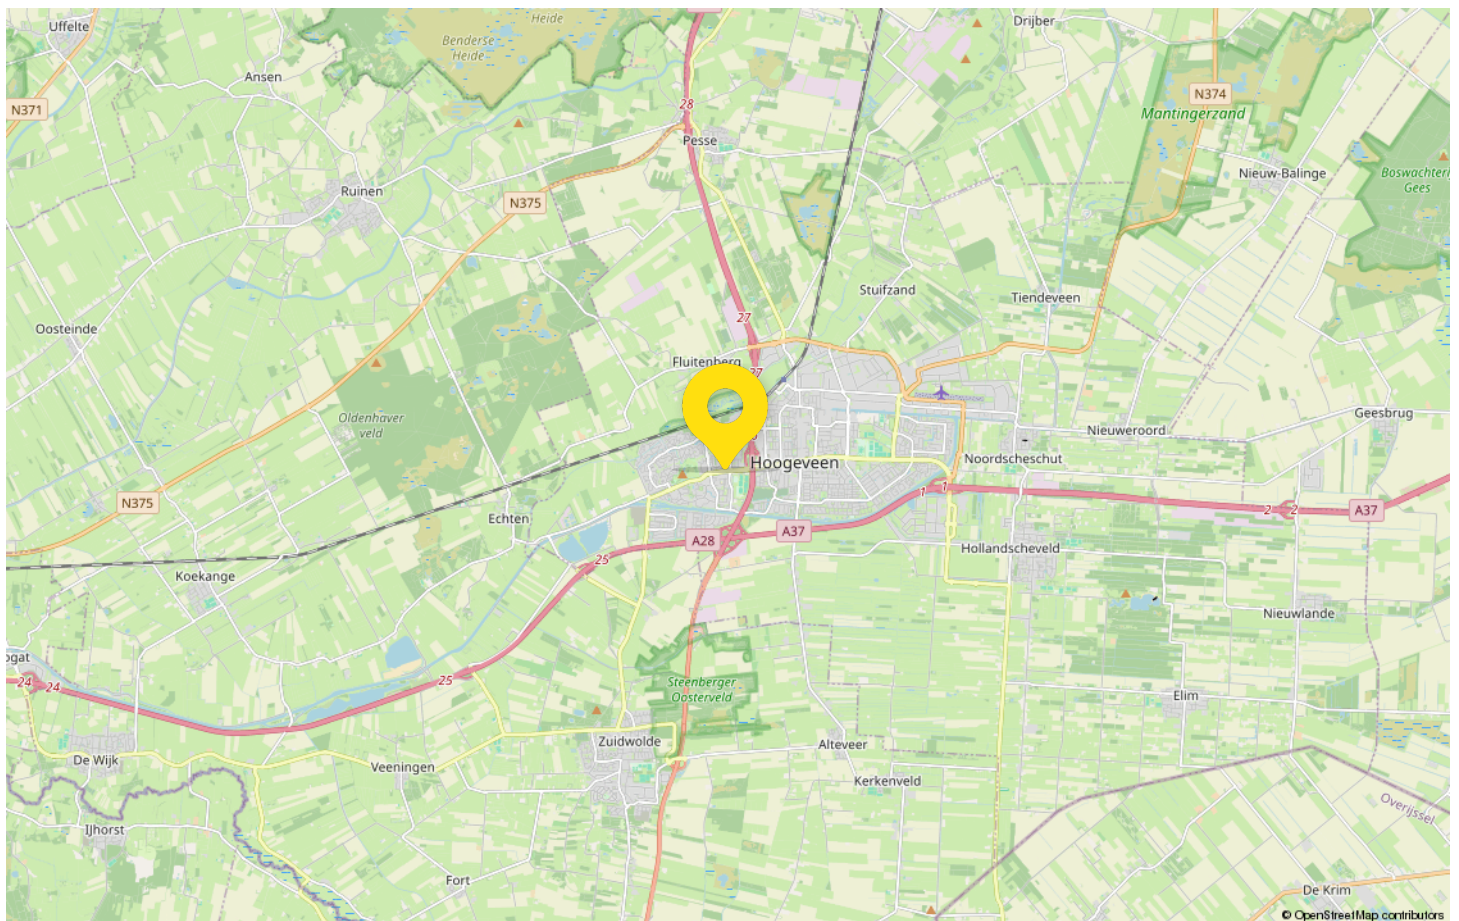 Uffelte
Heide
Drijber
Benderse
Heide
Ansen
N371
28
N374
Mantingerzand
Pesse
Nieuw-Balinge
Gees
Ruinen
N375
Stuifzand
Tiendeveen
Oosteinde
27
Fluitenberg
27
Oldenhaver
veld
Geesbrug
Nieuweroord
Hoogeveen
Noordscheschut
1
1
N375
2
2
A37
Echten
A28
A37
25
Hollandscheveld
Koekange
Nieuwlande
24
24
25
Steenberger
Oosterveld
Elim
Zuidwolde
Alteveer
De Wijk
Veeningen
Kerkenveld
Overijssel
IJhorst
Fort
De Krim
© OpenStreetMap contributors